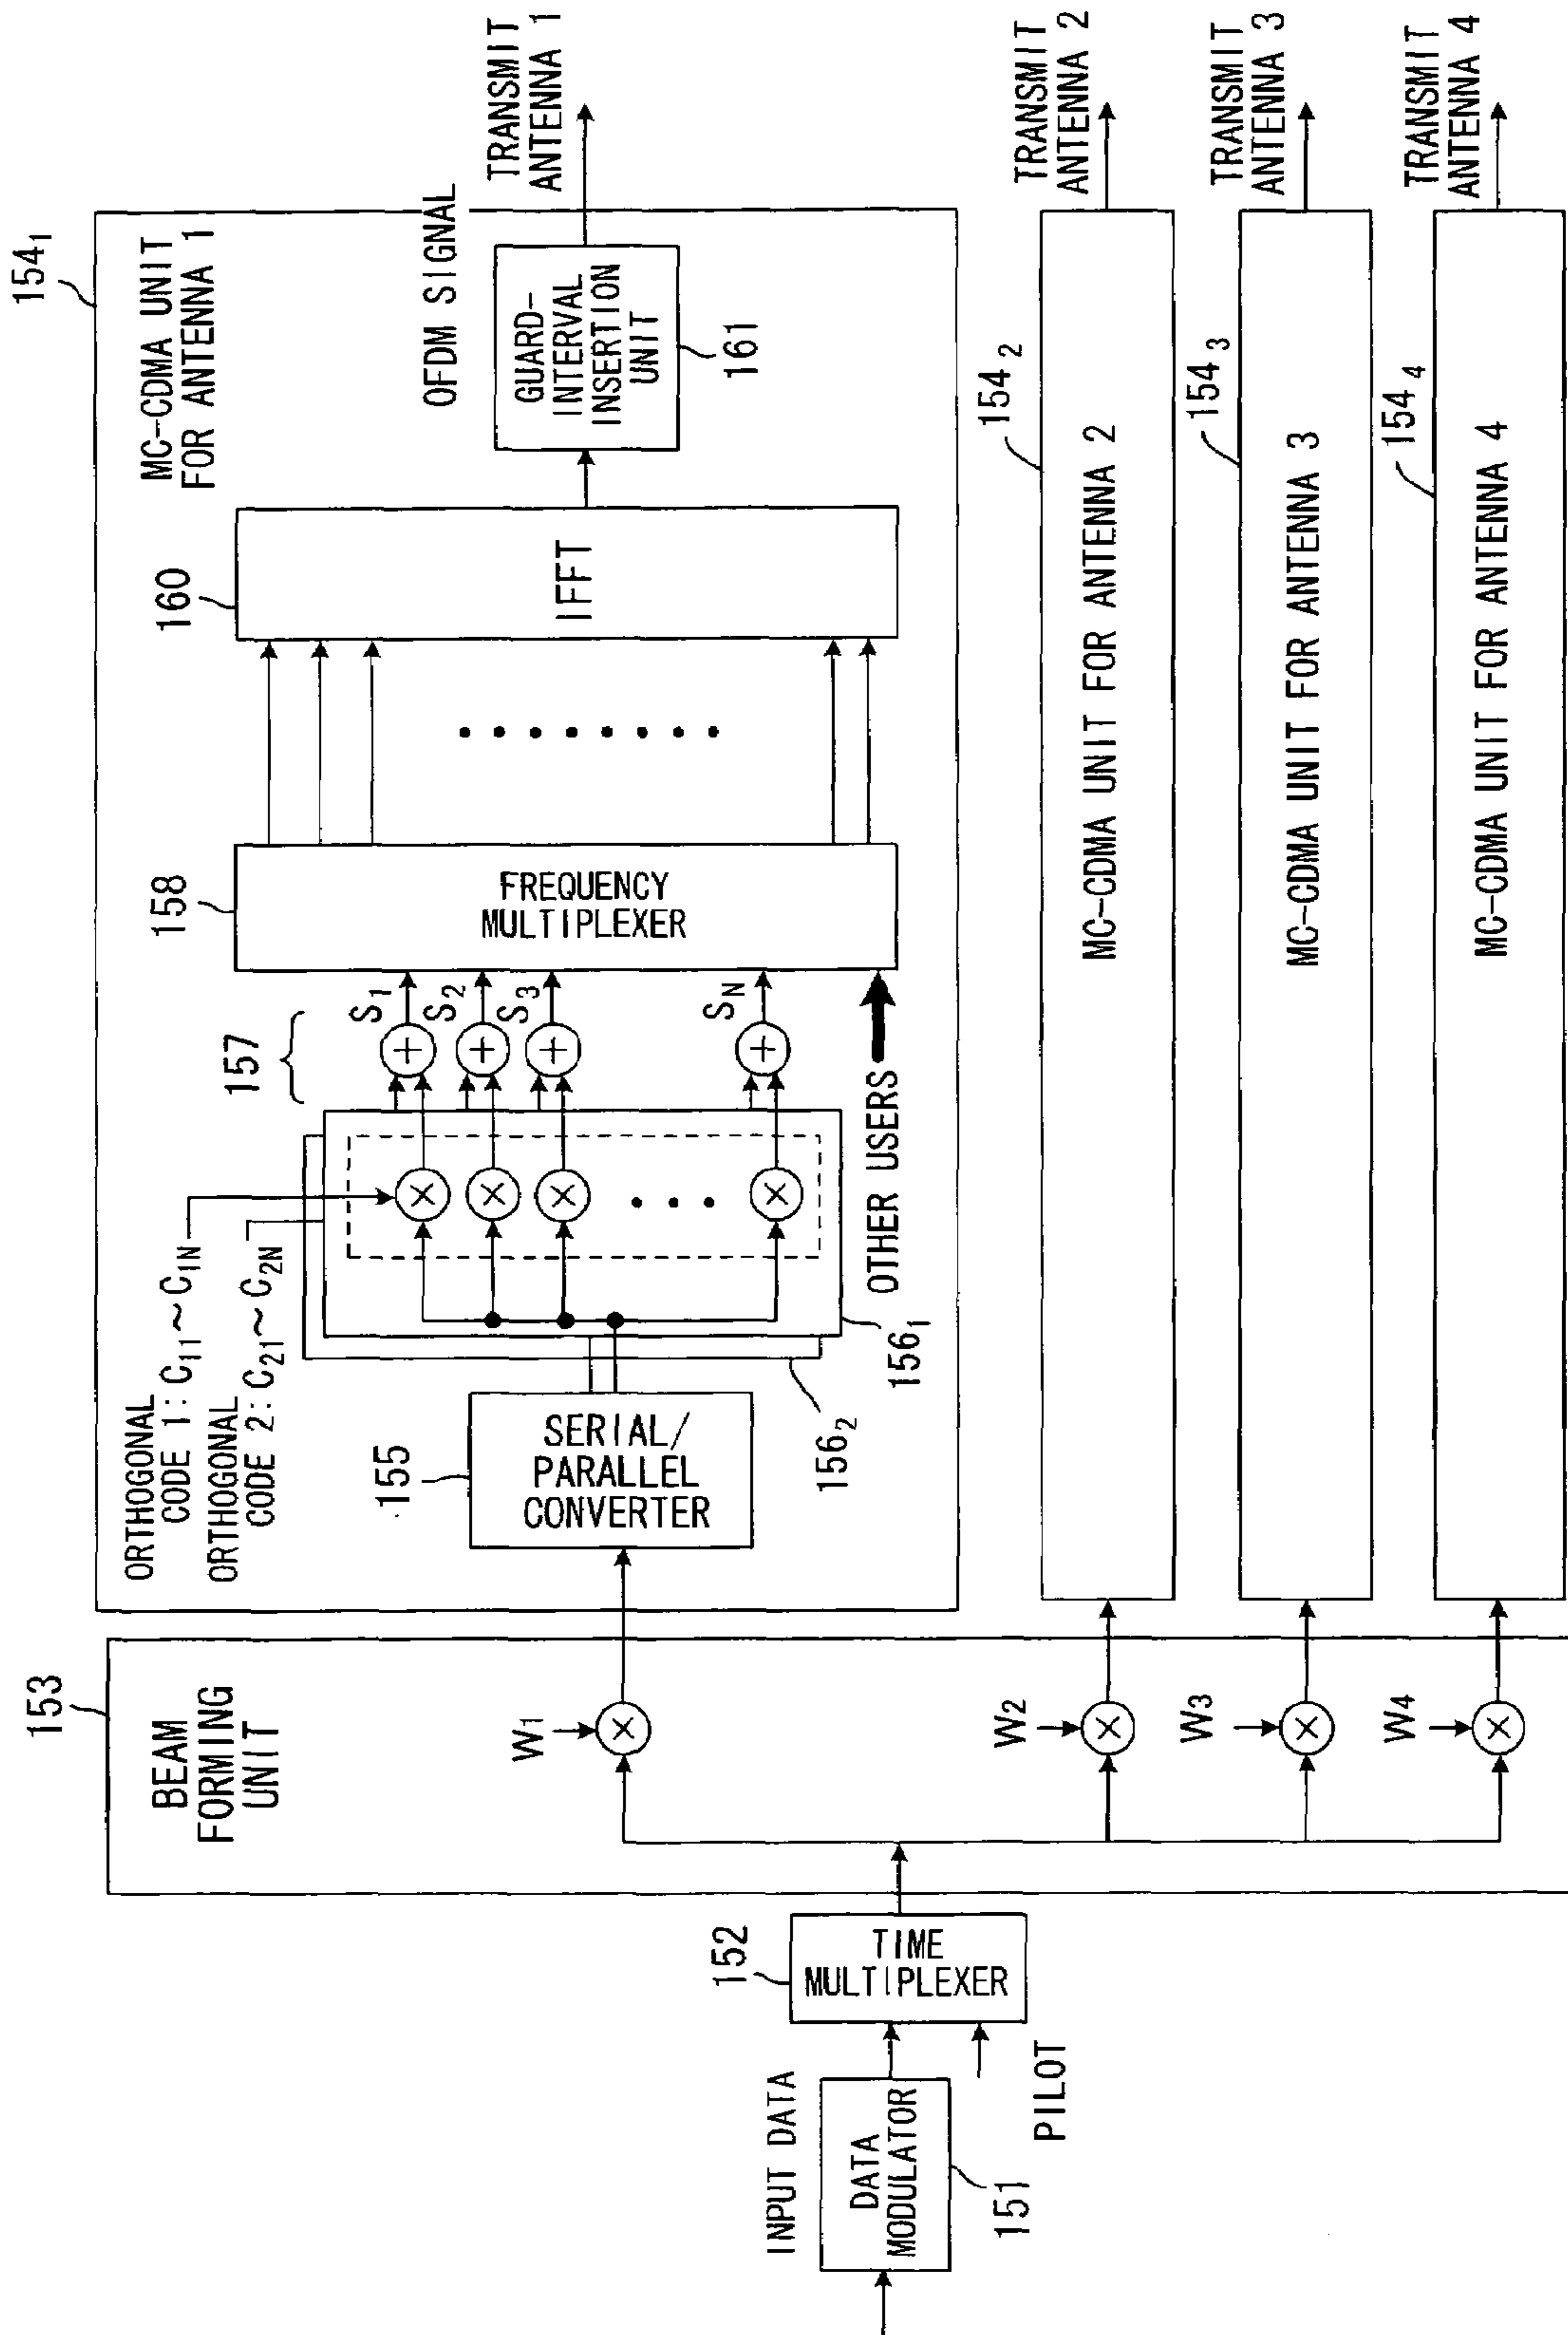 INPUT DATA
DATA
MODULATOR
151
PILOT
152
TIME
MULTIPLEXER
153
BEAM
FORMING
UNIT
W1
W2
W3
W4
154₁
MC-CDMA UNIT
FOR ANTENNA 1
ORTHOGONAL
CODE 1: C₁₁~C₁N
ORTHOGONAL
CODE 2: C₂₁~C₂N
155
SERIAL/
PARALLEL
CONVERTER
156₂
156₁
157
S₁
S₂
S₃
SN
OTHER USERS
158
FREQUENCY
MULTIPLEXER
160
IFFT
OFDM SIGNAL
GUARD-
INTERVAL
INSERTION
UNIT
161
TRANSMIT
ANTENNA 1
154₂
MC-CDMA UNIT FOR ANTENNA 2
TRANSMIT
ANTENNA 2
154₃
MC-CDMA UNIT FOR ANTENNA 3
TRANSMIT
ANTENNA 3
154₄
MC-CDMA UNIT FOR ANTENNA 4
TRANSMIT
ANTENNA 4